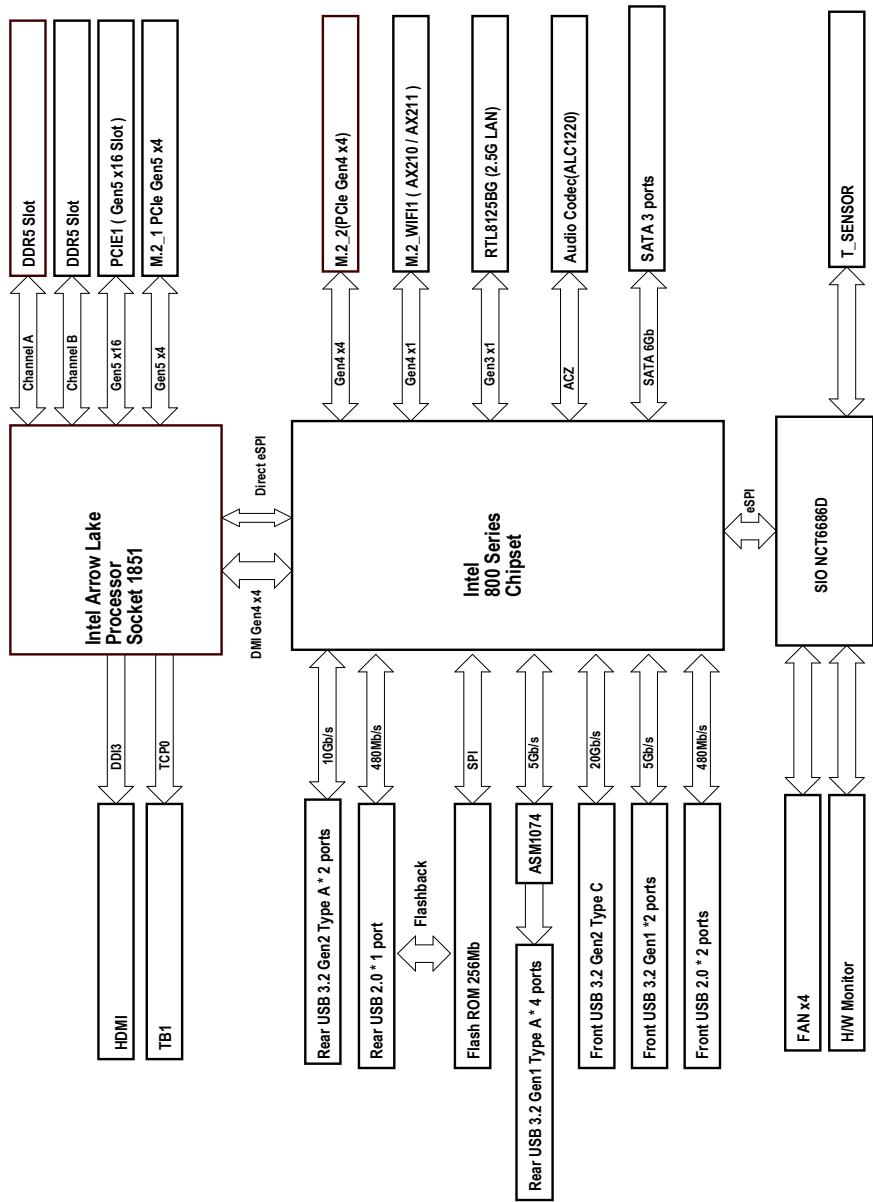 DDR5 Slot
DDR5 Slot
PCIE1 ( Gen5 x16 Slot )
M.2_1 PCIe Gen5 x4
Channel A
Channel B
Gen5 x16
Gen5 x4
Intel Arrow Lake
Processor
Socket 1851
DDI3
TCP0
HDMI
TB1
Direct eSPI
DMI Gen4 x4
M.2_2(PCIe Gen4 x4)
M.2_WIFI1 ( AX210 / AX211 )
RTL8125BG (2.5G LAN)
Audio Codec(ALC1220)
SATA 3 ports
Gen4 x4
Gen4 x1
Gen3 x1
ACZ
SATA 6Gb
Intel
800 Series
Chipset
10Gb/s
480Mb/s
SPI
5Gb/s
20Gb/s
5Gb/s
480Mb/s
Rear USB 3.2 Gen2 Type A * 2 ports
Rear USB 2.0 * 1 port
Flashback
Flash ROM 256Mb
ASM1074
Rear USB 3.2 Gen1 Type A * 4 ports
Front USB 3.2 Gen2 Type C
Front USB 3.2 Gen1 *2 ports
Front USB 2.0 * 2 ports
eSPI
T_SENSOR
SIO NCT6686D
FAN x4
H/W Monitor